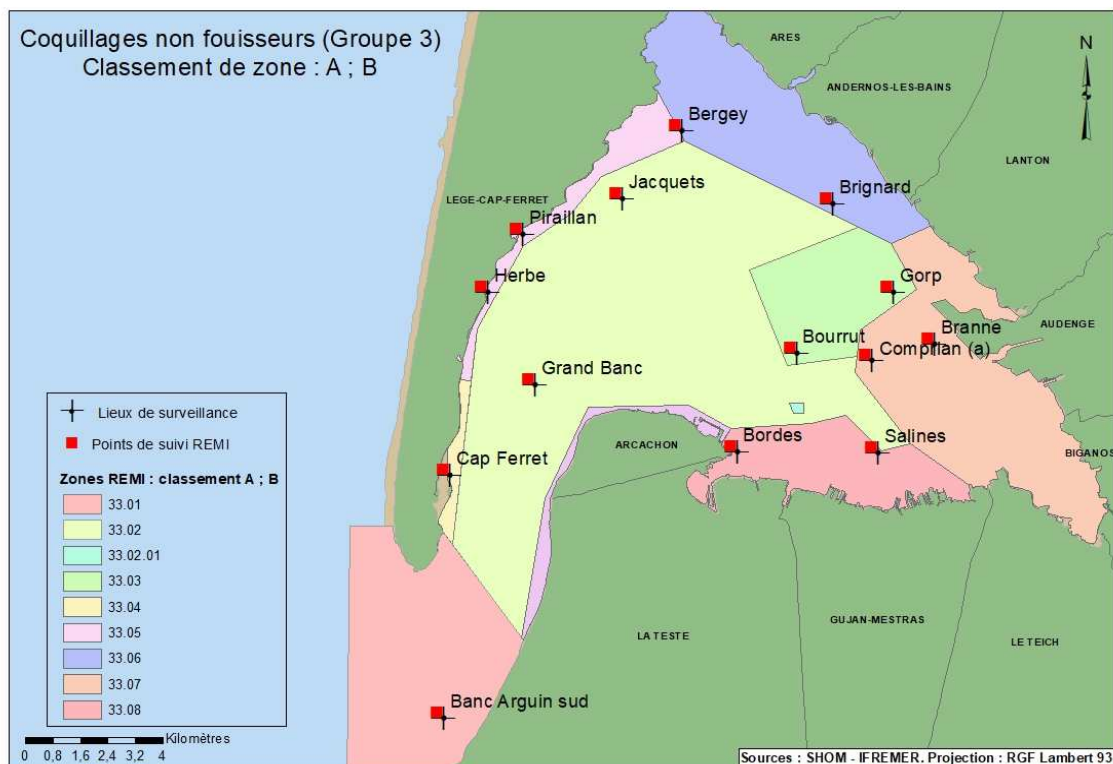 Coquillages non fouisseurs (Groupe 3)
Classement de zone : A ; B
ARES
N
ANDERNOS-LES-BAINS
Bergey
LANTON
Jacquets
Brignard
LEGE-CAP-FERRET
Piraillan
Herbe
Gorp
Branne
AUDENGE
Bourrut
Comprian (a)
Grand Banc
Lieux de surveillance
Points de suivi REMI
ARCACHON
Bordes
Salines
BIGANOS
Cap Ferret
Zones REMI : classement A ; B
33.01
33.02
33.02.01
33.03
33.04
33.05
33.06
33.07
33.08
LA TESTE
GUJAN-MESTRAS
LE TEICH
Banc Arguin sud
Kilomètres
0 0,8 1,6 2,4 3,2 4
Sources : SHOM - IFREMER. Projection : RGF Lambert 93